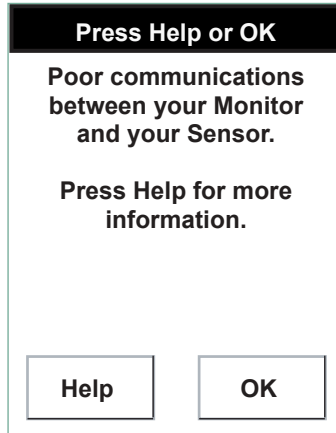 Press Help or OK
Poor communications
between your Monitor
and your Sensor.
Press Help for more
information.
Help
OK